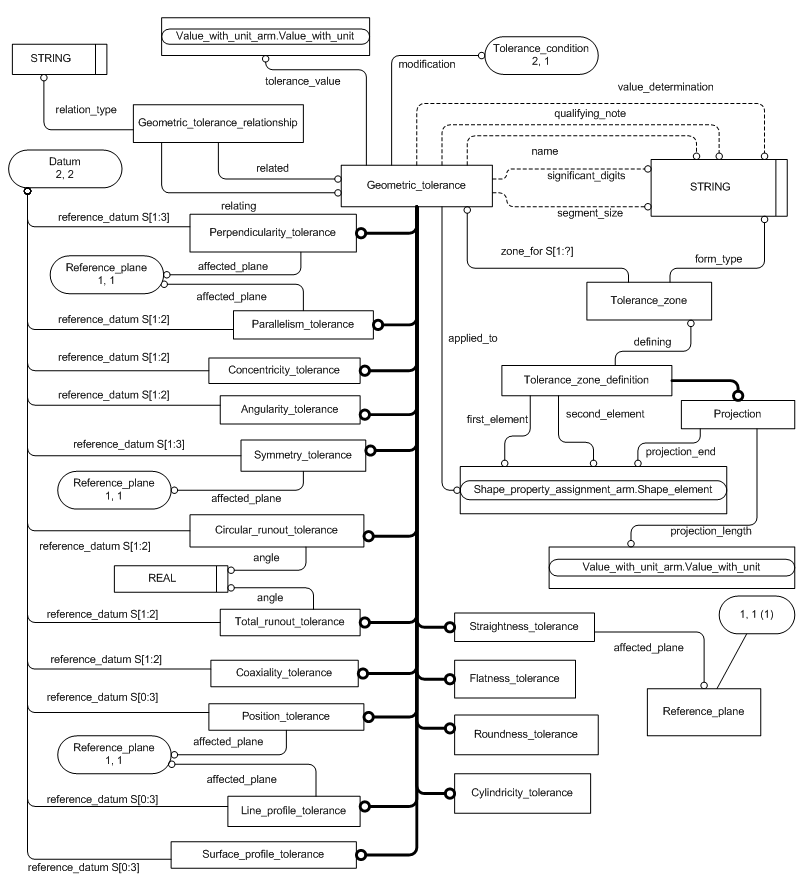 Value_with_unit_arm.Value_with_unit
STRING
Tolerance_condition
2, 1
modification
tolerance_value
value_determination
relation_type
qualifying_note
Geometric_tolerance_relationship
name
Datum
2, 2
related
Geometric_tolerance
significant_digits
STRING
relating
segment_size
reference_datum S[1:3]
Perpendicularity_tolerance
zone_for S[1:?]
form_type
Reference_plane
1, 1
affected_plane
affected_plane
Tolerance_zone
reference_datum S[1:2]
Parallelism_tolerance
applied_to
defining
reference_datum S[1:2]
Concentricity_tolerance
Tolerance_zone_definition
reference_datum S[1:2]
Angularity_tolerance
first_element
second_element
Projection
reference_datum S[1:3]
Symmetry_tolerance
projection_end
Reference_plane
1, 1
affected_plane
Shape_property_assignment_arm.Shape_element
Circular_runout_tolerance
projection_length
reference_datum S[1:2]
angle
Value_with_unit_arm.Value_with_unit
REAL
angle
reference_datum S[1:2]
Total_runout_tolerance
Straightness_tolerance
1, 1 (1)
affected_plane
reference_datum S[1:2]
Coaxiality_tolerance
Flatness_tolerance
reference_datum S[0:3]
Position_tolerance
Reference_plane
Roundness_tolerance
affected_plane
Reference_plane
1, 1
affected_plane
Cylindricity_tolerance
reference_datum S[0:3]
Line_profile_tolerance
Surface_profile_tolerance
reference_datum S[0:3]